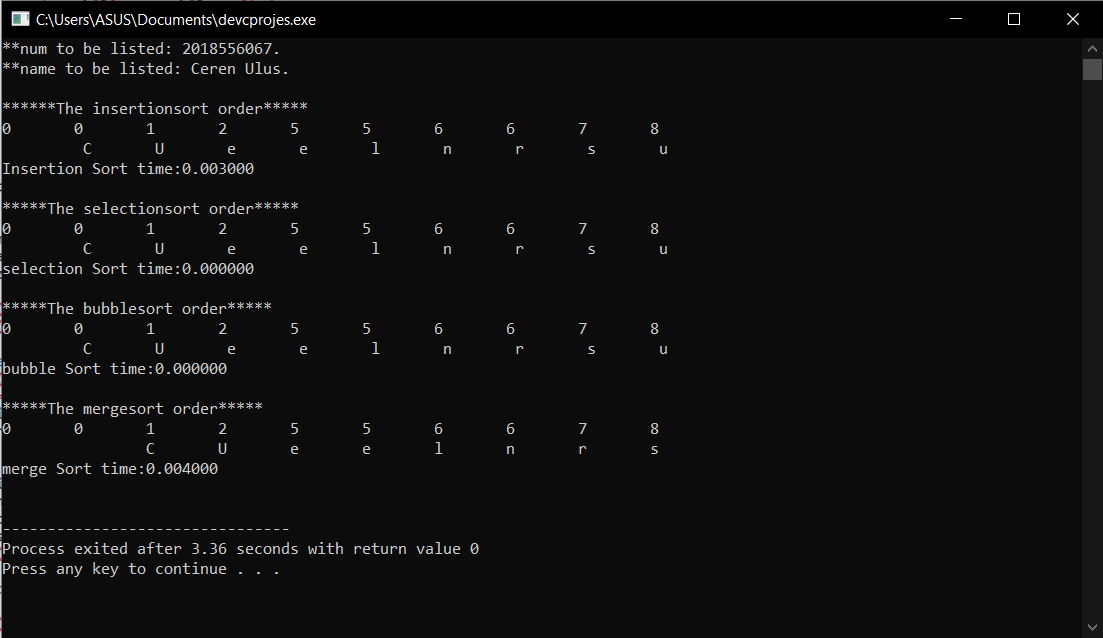 C:\Users\ASUS\Documents\devcprojes.exe
**num to be listed: 2018556067.
**name to be listed: Ceren Ulus.
******The insertionsort order*****
0 0 1 2 5 5 6 6 7 8
C U e e l n r s u
Insertion Sort time:0.003000
*****The selectionsort order*****
0 0 1 2 5 5 6 6 7 8
C U e e l n r s u
selection Sort time:0.000000
*****The bubblesort order*****
0 0 1 2 5 5 6 6 7 8
C U e e l n r s u
bubble Sort time:0.000000
*****The mergesort order*****
0 0 1 2 5 5 6 6 7 8
C U e e l n r s
merge Sort time:0.004000
--------------------------------
Process exited after 3.36 seconds with return value 0
Press any key to continue . . .